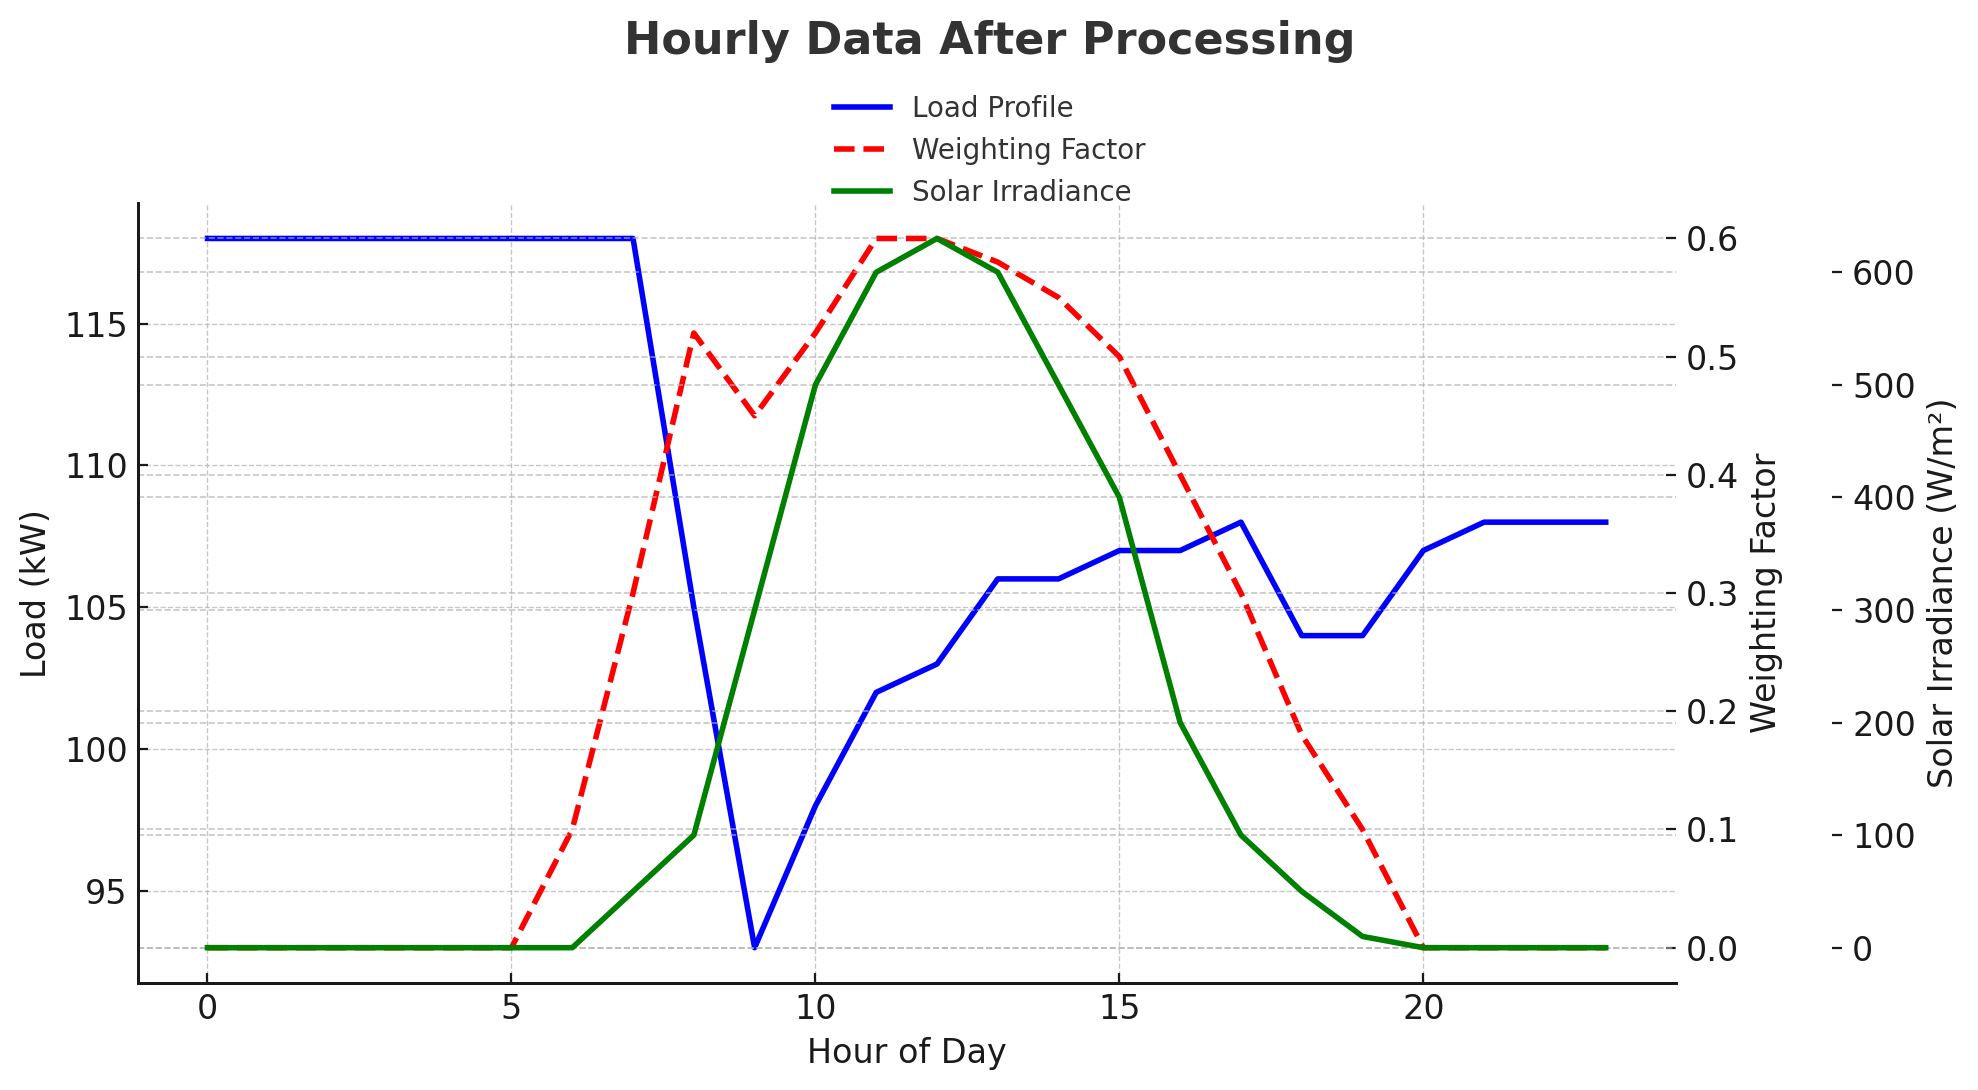 Hourly Data After Processing
Load Profile
Weighting Factor
Solar Irradiance
Load (kW)
115
110
105
100
95
0.6
0.5
0.4
0.3
0.2
0.1
0.0
Weighting Factor
600
500
400
300
200
100
0
Solar Irradiance (W/m²)
0 5 10 15 20
Hour of Day